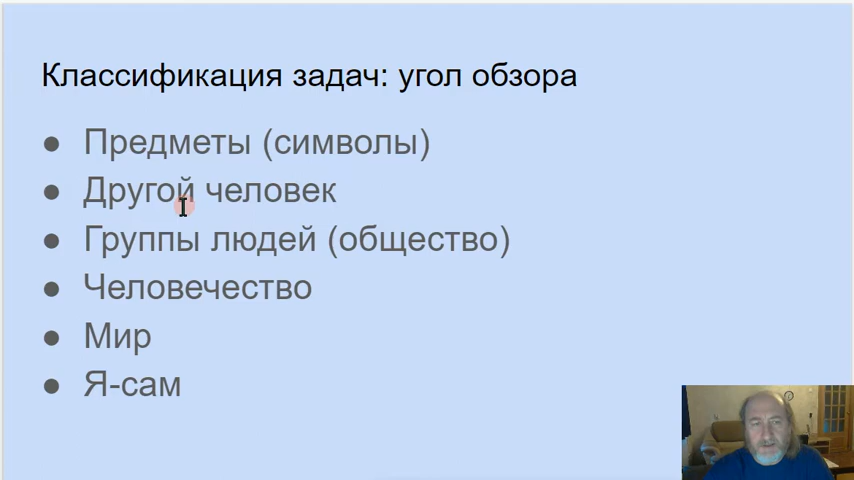 Классификация задач: угол обзора
● Предметы (символы)
● Другой человек
● Группы людей (общество)
● Человечество
● Мир
● Я-сам